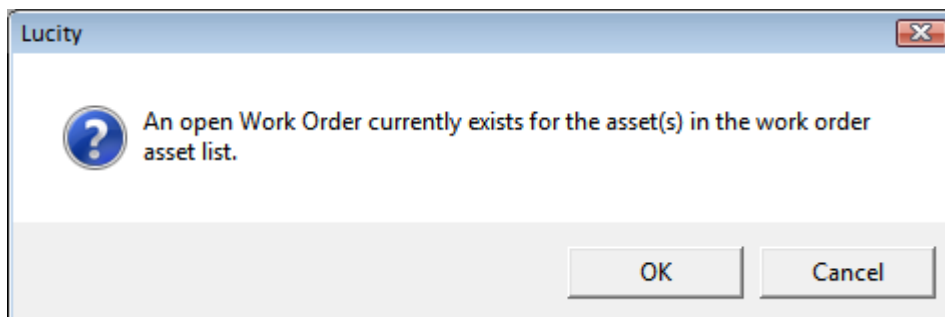 Lucity
An open Work Order currently exists for the asset(s) in the work order
asset list.
OK
Cancel